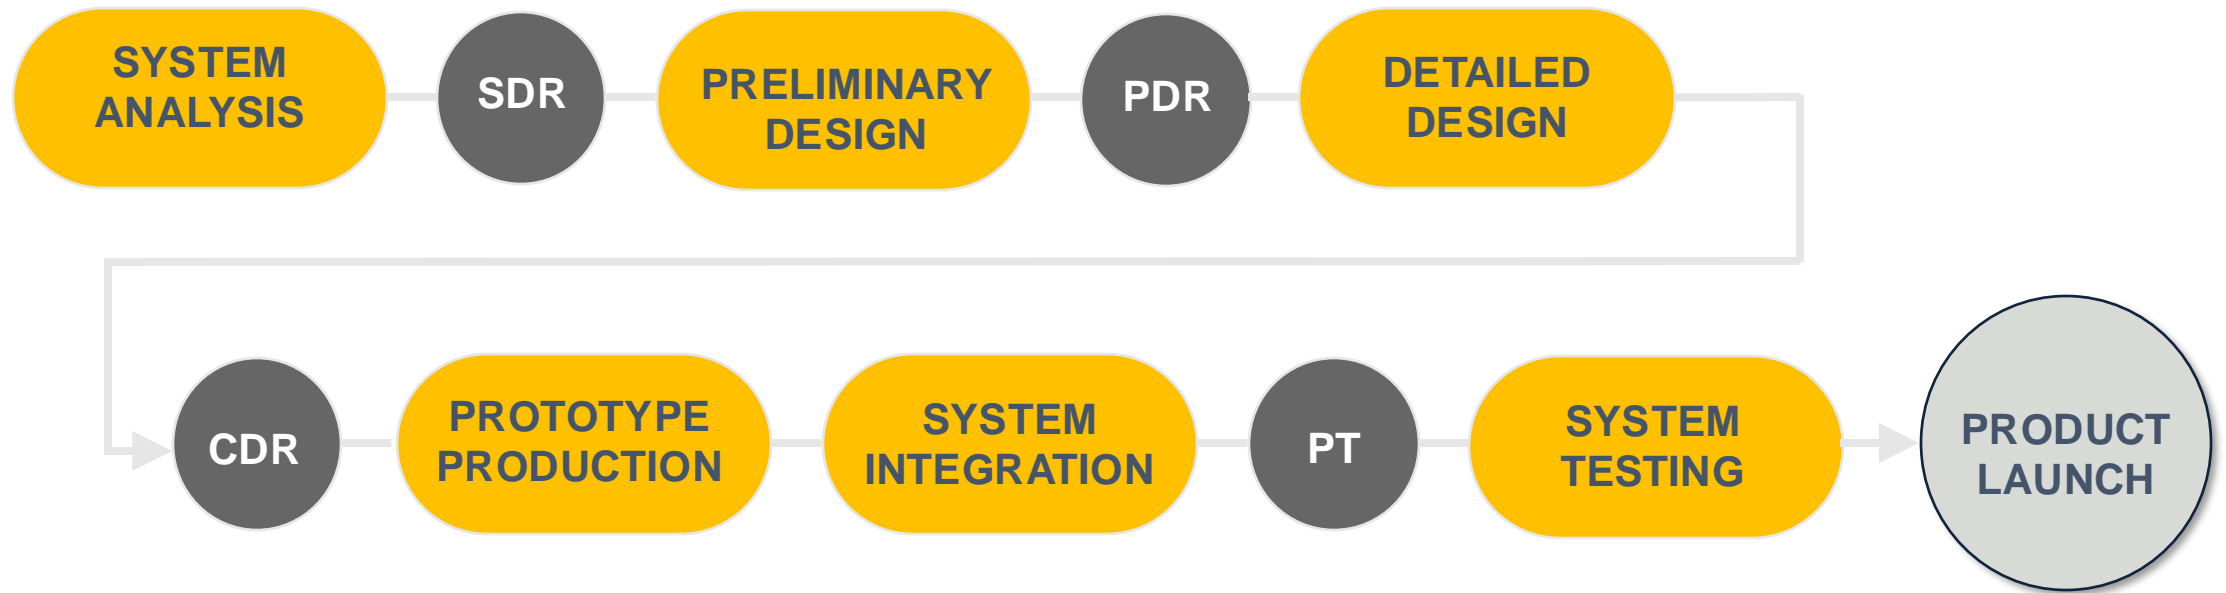 SYSTEM
ANALYSIS
SDR
PRELIMINARY
DESIGN
PDR
DETAILED
DESIGN
CDR
PROTOTYPE
PRODUCTION
SYSTEM
INTEGRATION
PT
SYSTEM
TESTING
PRODUCT
LAUNCH